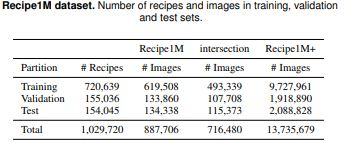 Recipe1M dataset. Number of recipes and images in training, validation
and test sets.
Recipe1M intersection Recipe1M+
Partition # Recipes # Images # Images # Images
Training 720,639 619,508 493,339 9,727,961
Validation 155,036 133,860 107,708 1,918,890
Test 154,045 134,338 115,373 2,088,828
Total 1,029,720 887,706 716,480 13,735,679